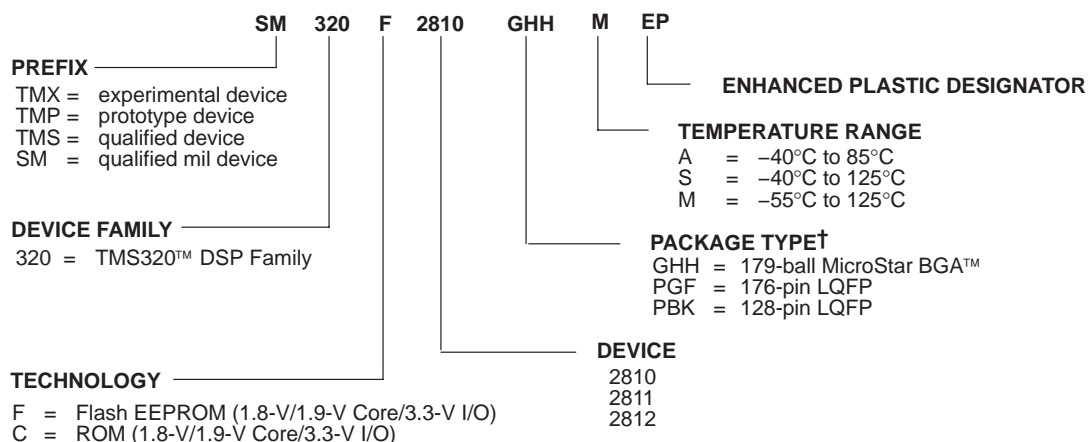 SM 320 F 2810 GHH M EP
PREFIX
TMX = experimental device
TMP = prototype device
TMS = qualified device
SM = qualified mil device
ENHANCED PLASTIC DESIGNATOR
TEMPERATURE RANGE
A = −40°C to 85°C
S = −40°C to 125°C
M = −55°C to 125°C
DEVICE FAMILY
320 = TMS320™ DSP Family
PACKAGE TYPE†
GHH = 179-ball MicroStar BGA™
PGF = 176-pin LQFP
PBK = 128-pin LQFP
DEVICE
2810
2811
2812
TECHNOLOGY
F = Flash EEPROM (1.8-V/1.9-V Core/3.3-V I/O)
C = ROM (1.8-V/1.9-V Core/3.3-V I/O)